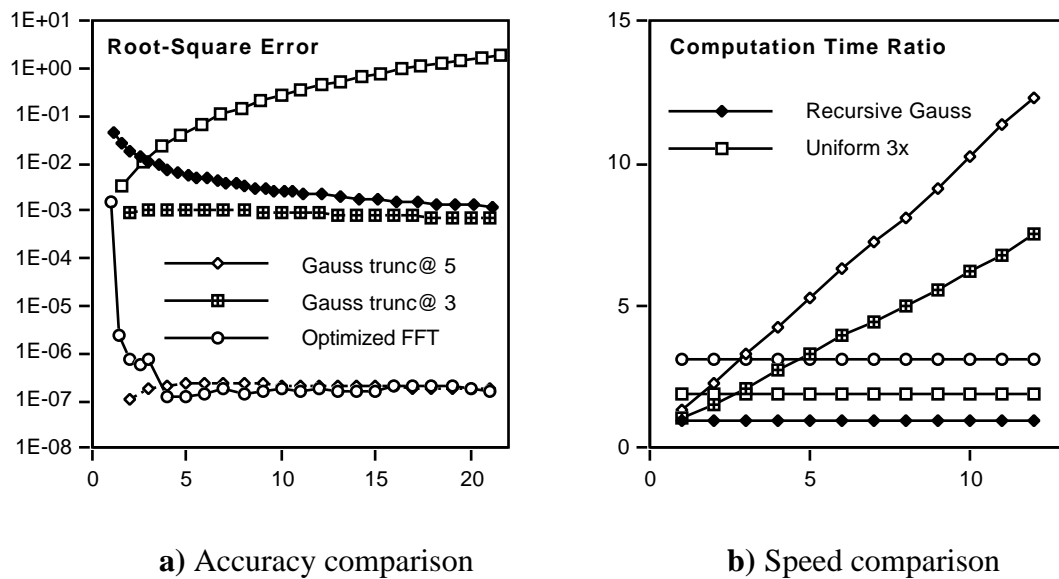 Root-Square Error
1E+01
1E+00
1E-01
1E-02
1E-03
1E-04
1E-05
1E-06
1E-07
1E-08
Gauss trunc@ 5
Gauss trunc@ 3
Optimized FFT
0 5 10 15 20
a) Accuracy comparison
Computation Time Ratio
15
10
5
0
Recursive Gauss
Uniform 3x
0 5 10
b) Speed comparison